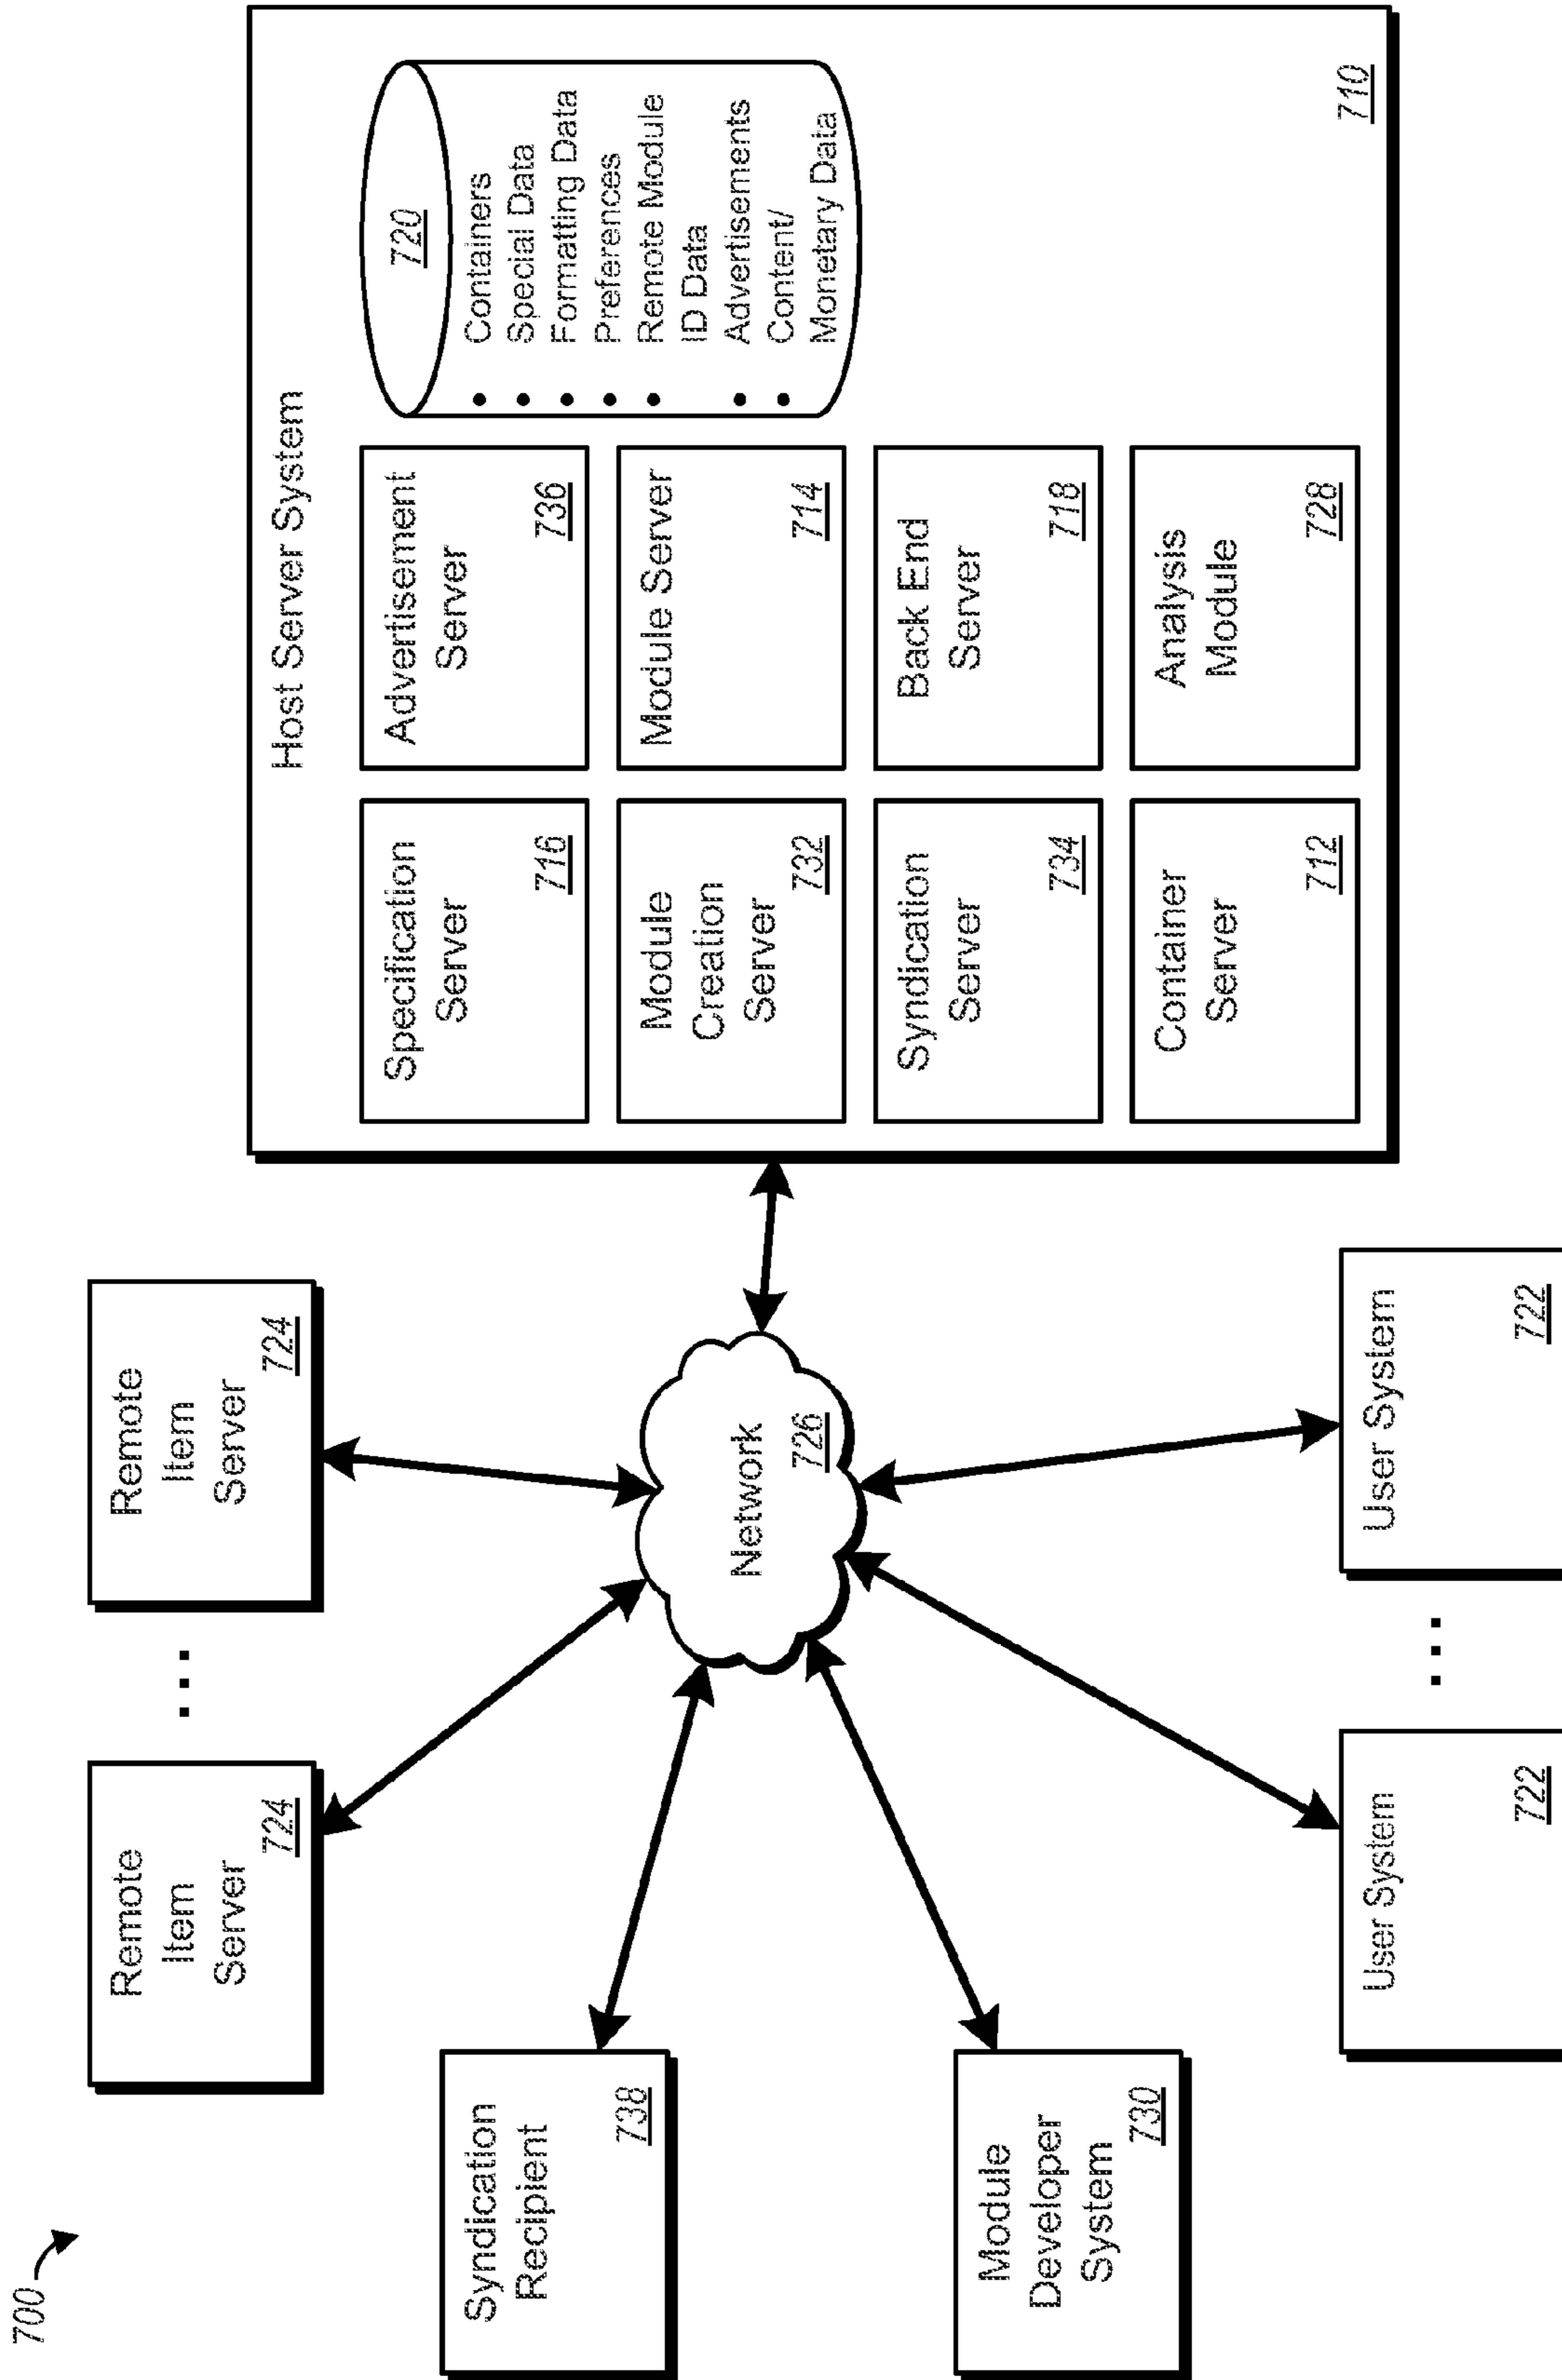 700
Remote
Item
Server
724
...
Remote
Item
Server
724
Syndication
Recipient
738
Module
Developer
System
730
Network
726
User System
722
...
User System
722
Host Server System
Specification
Server
716
Advertisement
Server
736
Module
Creation
Server
732
Module Server
714
Syndication
Server
734
Back End
Server
718
Container
Server
712
Analysis
Module
728
720
• Containers
• Special Data
• Formatting Data
• Preferences
• Remote Module
ID Data
• Advertisements
• Content/
Monetary Data
710